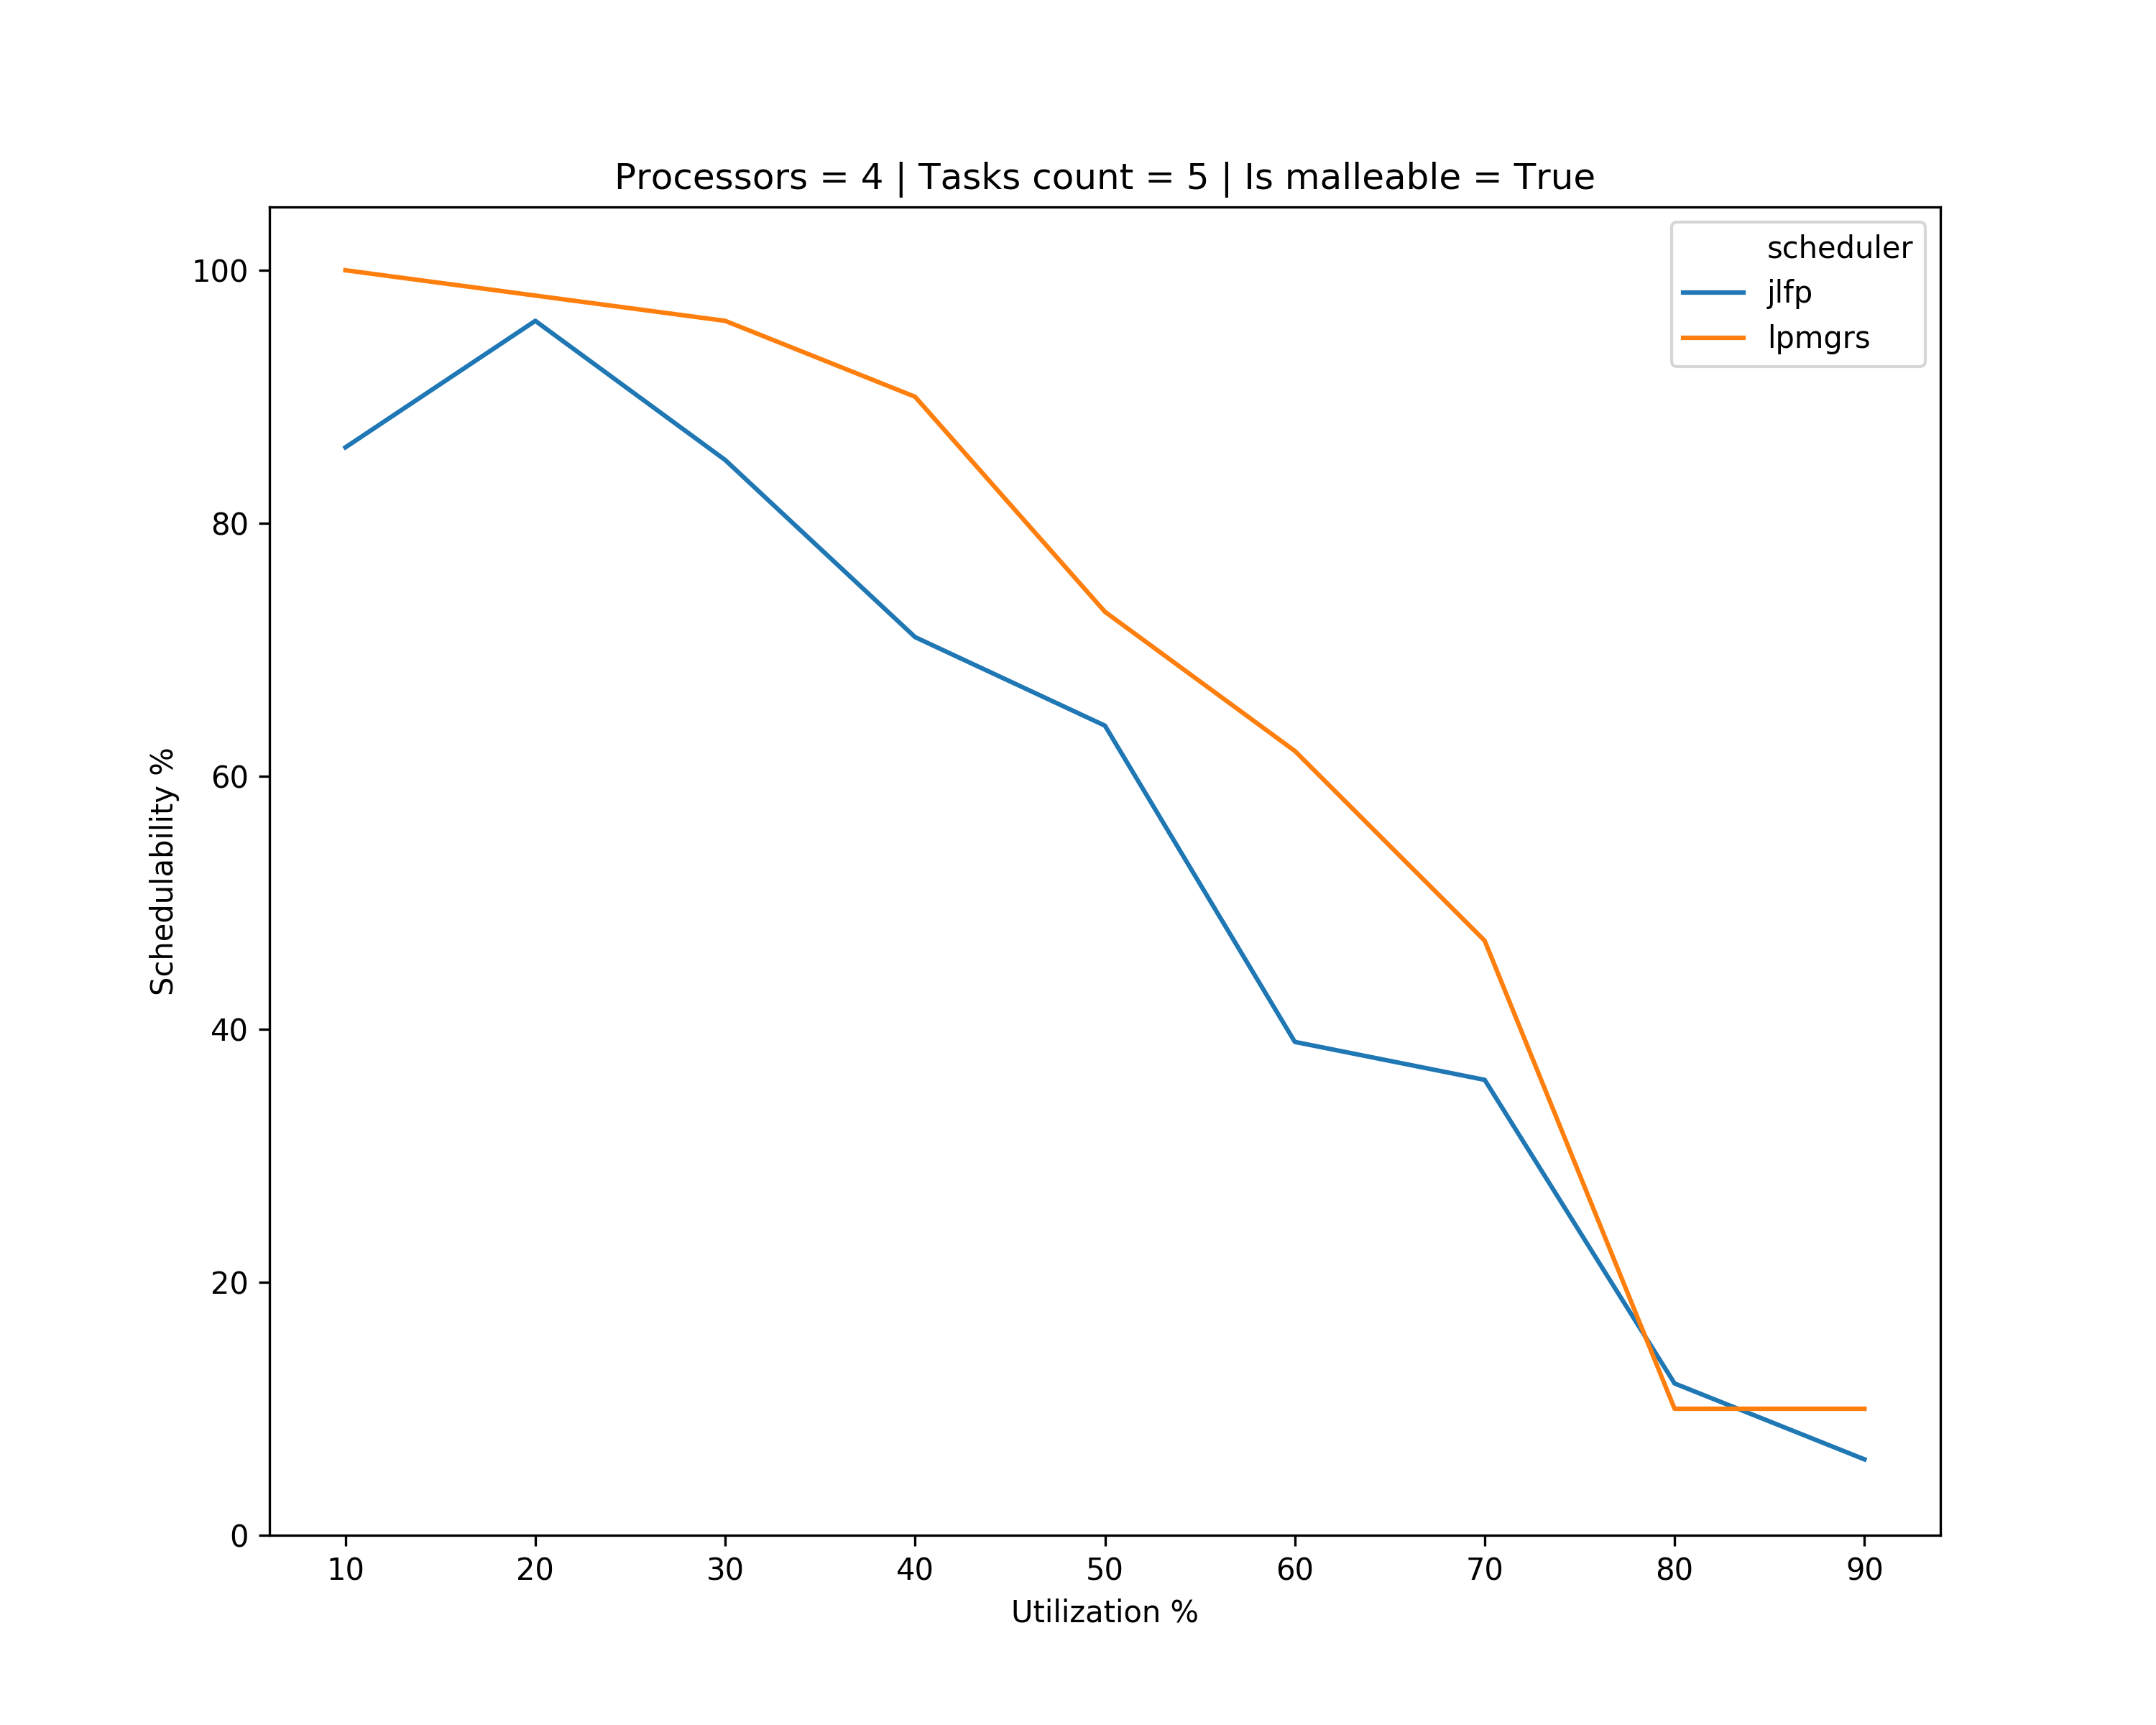 Processors = 4 | Tasks count = 5 | Is malleable = True
scheduler
jlfp
lpmgrs
100
80
60
40
20
0
Schedulability %
10 20 30 40 50 60 70 80 90
Utilization %